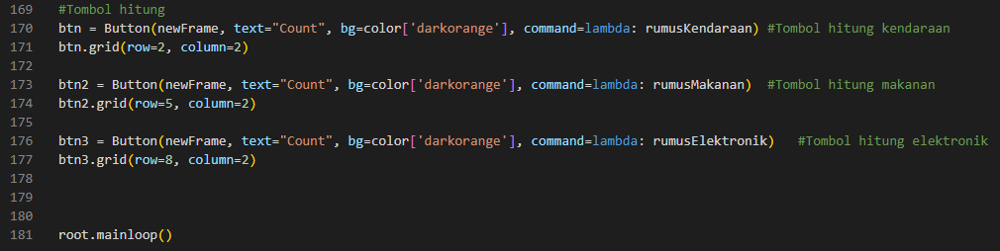 169 #Tombol hitung
170 btn = Button(newFrame, text="Count", bg=color['darkorange'], command=lambda: rumusKendaraan) #Tombol hitung kendaraan
171 btn.grid(row=2, column=2)
172
173 btn2 = Button(newFrame, text="Count", bg=color['darkorange'], command=lambda: rumusMakanan)  #Tombol hitung makanan
174 btn2.grid(row=5, column=2)
175
176 btn3 = Button(newFrame, text="Count", bg=color['darkorange'], command=lambda: rumusElektronik)   #Tombol hitung elektronik
177 btn3.grid(row=8, column=2)
178
179
180
181 root.mainloop()